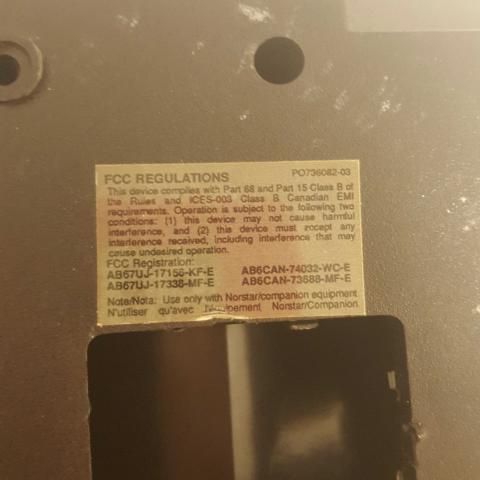 FCC REGULATIONS PO736082-03
This device complies with Part 68 and Part 15 Class B of
the Rules and ICES-003 Class B Canadian EMI
requirements. Operation is subject to the following two
conditions: (1) this device may not cause harmful
interference, and (2) this device must accept any
interference received, including interference that may
cause undesired operation.
FCC Registration:
AB67UJ-17156-KF-E AB6CAN-74032-WC-E
AB67UJ-17338-MF-E AB6CAN-73688-MF-E
Note/Nota: Use only with Norstar/companion equipment
N'utiliser qu'avec l'équipement Norstar/Companion.